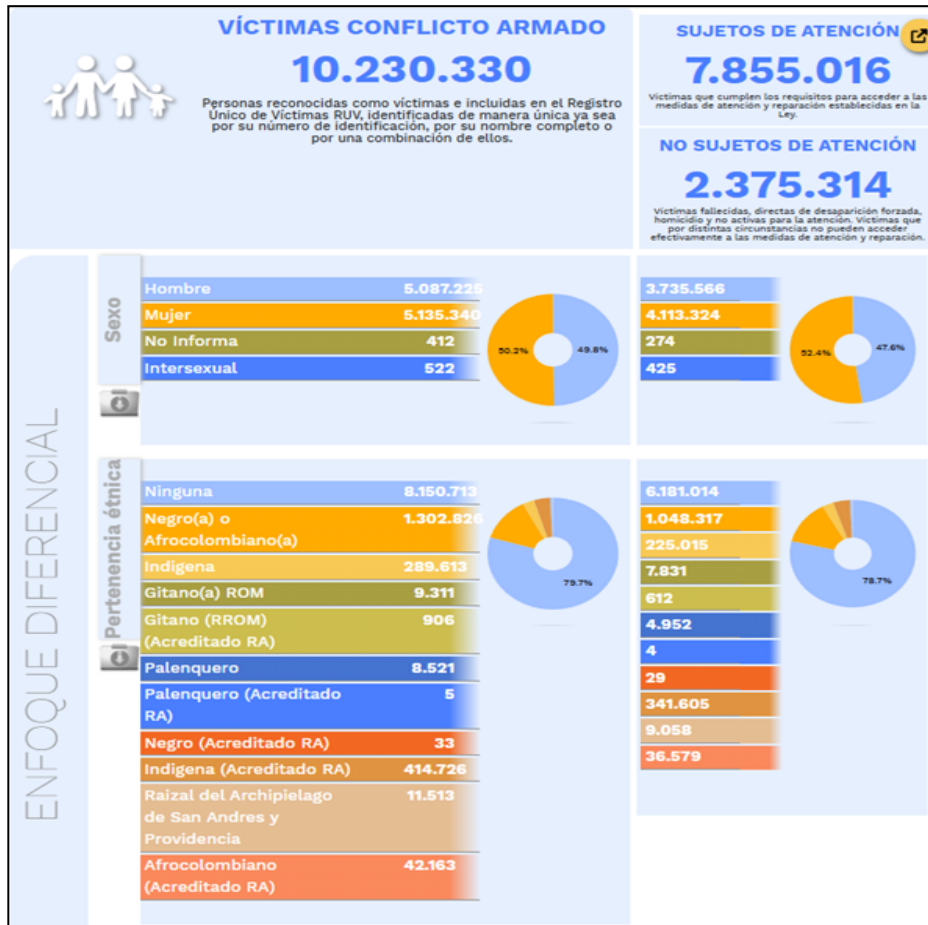 VÍCTIMAS CONFLICTO ARMADO
10.230.330
Personas reconocidas como víctimas e incluidas en el Registro
Único de Víctimas RUV, identificadas de manera única ya sea
por su número de identificación, por su nombre completo o
por una combinación de ellos.
SUJETOS DE ATENCIÓN
7.855.016
Víctimas que cumplen los requisitos para acceder a las
medidas de atención y reparación establecidas en la
Ley.
NO SUJETOS DE ATENCIÓN
2.375.314
Víctimas fallecidas, directas de desaparición forzada,
homicidio y no activas para la atención. Víctimas que
por distintas circunstancias no pueden acceder
efectivamente a las medidas de atención y reparación.
ENFOQUE DIFERENCIAL
Sexo
Hombre 5.087.225
Mujer 5.135.340
No Informa 412
Intersexual 522
50.2% 49.8%
3.735.566
4.113.324
274
425
52.4% 47.6%
Pertenencia étnica
Ninguna 8.150.713
Negro(a) o 1.302.826
Afrocolombiano(a)
Indigena 289.613
Gitano(a) ROM 9.311
Gitano (RROM) 906
(Acreditado RA)
Palenquero 8.521
Palenquero (Acreditado 5
RA)
Negro (Acreditado RA) 33
Indigena (Acreditado RA) 414.726
Raizal del Archipielago 11.513
de San Andres y
Providencia
Afrocolombiano 42.163
(Acreditado RA)
79.7%
6.181.014
1.048.317
225.015
7.831
612
4.952
4
29
341.605
9.058
36.579
78.7%